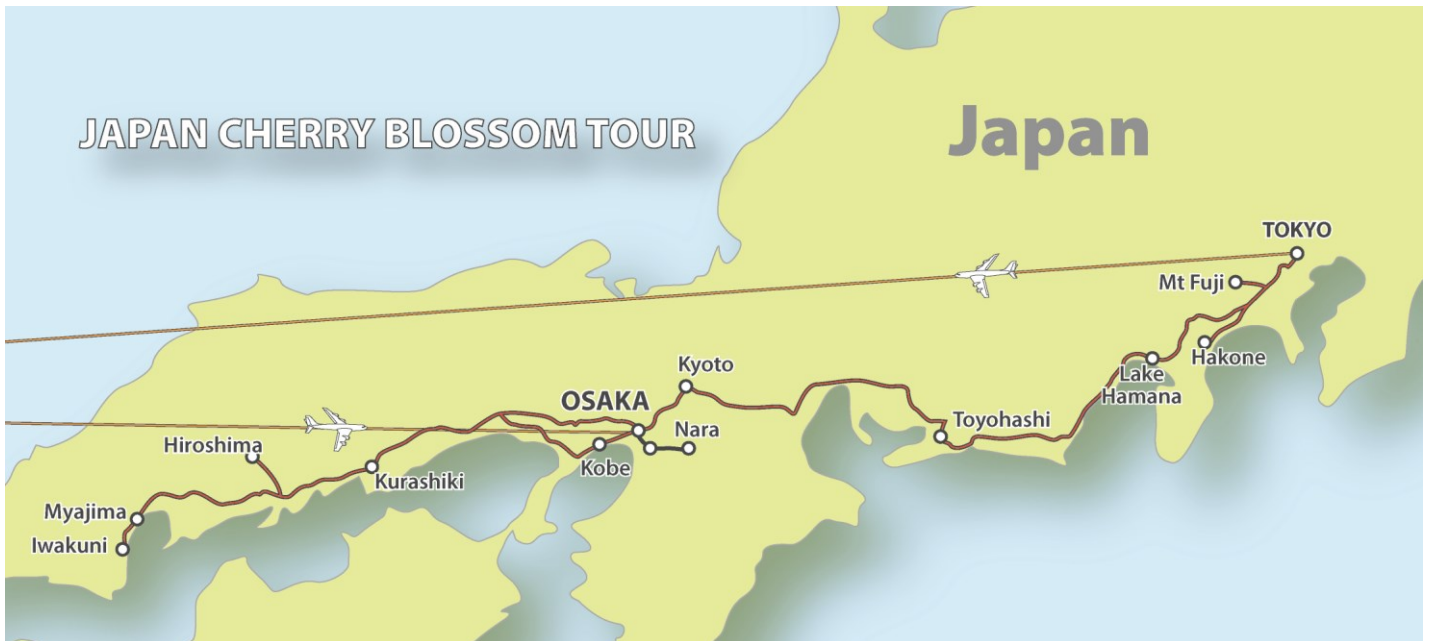 JAPAN CHERRY BLOSSOM TOUR
Japan
TOKYO
Mt Fuji
Hakone
Lake
Hamana
Kyoto
OSAKA
Nara
Toyohashi
Kobe
Hiroshima
Kurashiki
Myajima
Iwakuni